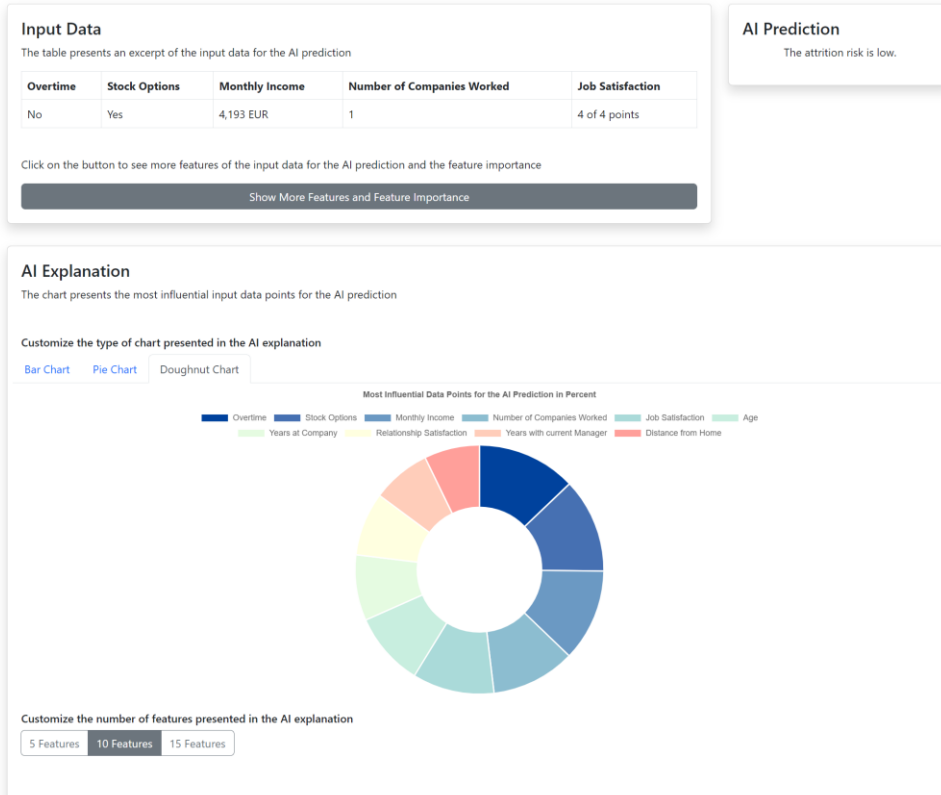 Input Data
The table presents an excerpt of the input data for the AI prediction
Overtime Stock Options Monthly Income Number of Companies Worked Job Satisfaction
No Yes 4,193 EUR 1 4 of 4 points
Click on the button to see more features of the input data for the AI prediction and the feature importance
Show More Features and Feature Importance
AI Prediction
The attrition risk is low.
AI Explanation
The chart presents the most influential input data points for the AI prediction
Customize the type of chart presented in the AI explanation
Bar Chart Pie Chart Doughnut Chart
Most Influential Data Points for the AI Prediction in Percent
Overtime Stock Options Monthly Income Number of Companies Worked Job Satisfaction Age
Years at Company Relationship Satisfaction Years with current Manager Distance from Home
Customize the number of features presented in the AI explanation
5 Features 10 Features 15 Features